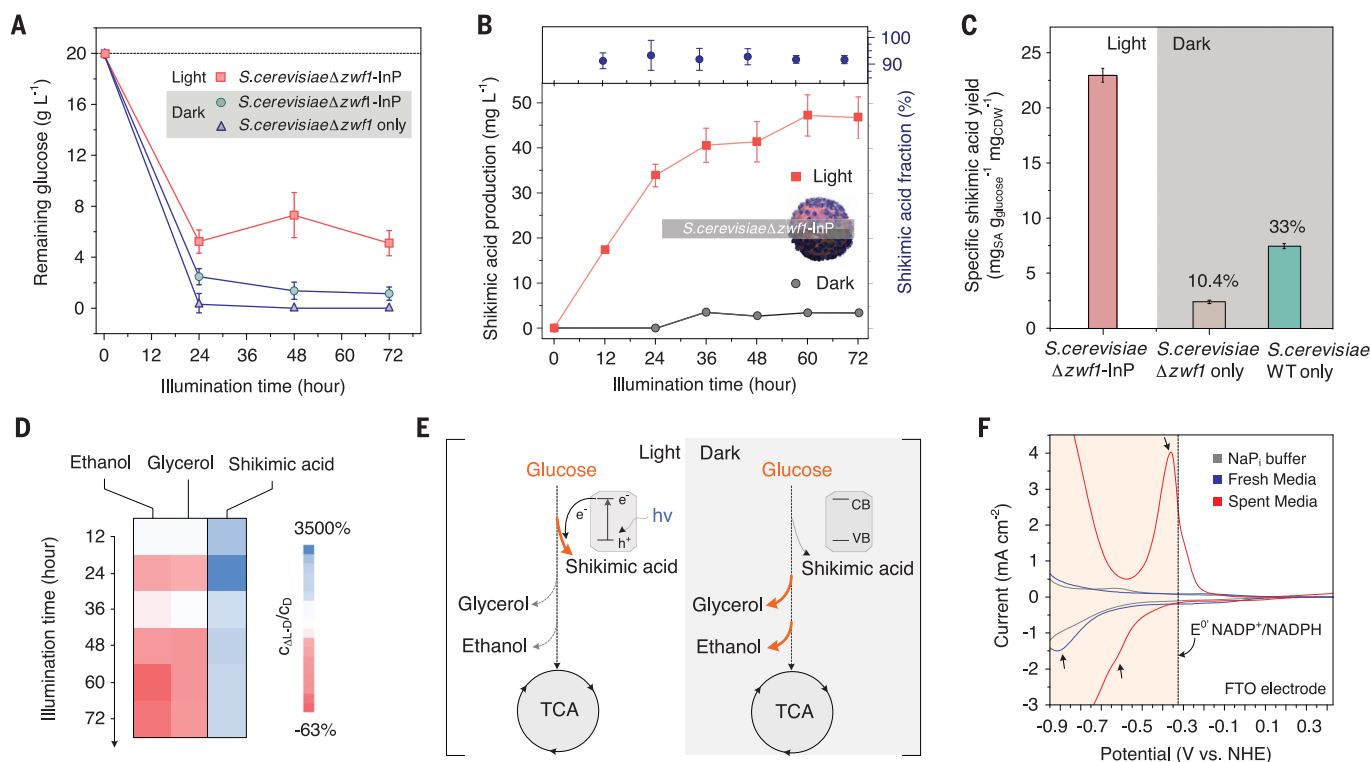 A
Remaining glucose (g L⁻¹)
20
16
12
8
4
0
Light S.cerevisiaeΔzwf1-InP
Dark S.cerevisiaeΔzwf1-InP
S.cerevisiaeΔzwf1 only
0 12 24 36 48 60 72
Illumination time (hour)
B
100
90
Shikimic acid fraction (%)
Shikimic acid production (mg L⁻¹)
50
40
30
20
10
0
Light
S.cerevisiaeΔzwf1-InP
Dark
0 12 24 36 48 60 72
Illumination time (hour)
C
Specific shikimic acid yield
(mgSA gglucose⁻¹ mgCDW⁻¹)
25
20
15
10
5
0
Light Dark
10.4%
33%
S.cerevisiae
Δzwf1-InP
S.cerevisiae
Δzwf1 only
S.cerevisiae
WT only
D
Ethanol Glycerol Shikimic acid
Illumination time (hour)
12
24
36
48
60
72
3500%
cΔL-D/cD
-63%
E
Light Dark
Glucose
e⁻
e⁻
h⁺
hν
Shikimic acid
Glycerol
Ethanol
TCA
Glucose
CB
VB
Shikimic acid
Glycerol
Ethanol
TCA
F
Current (mA cm⁻²)
4
3
2
1
0
-1
-2
-3
NaPi buffer
Fresh Media
Spent Media
E⁰' NADP⁺/NADPH
FTO electrode
-0.9 -0.7 -0.5 -0.3 -0.1 0.1 0.3
Potential (V vs. NHE)